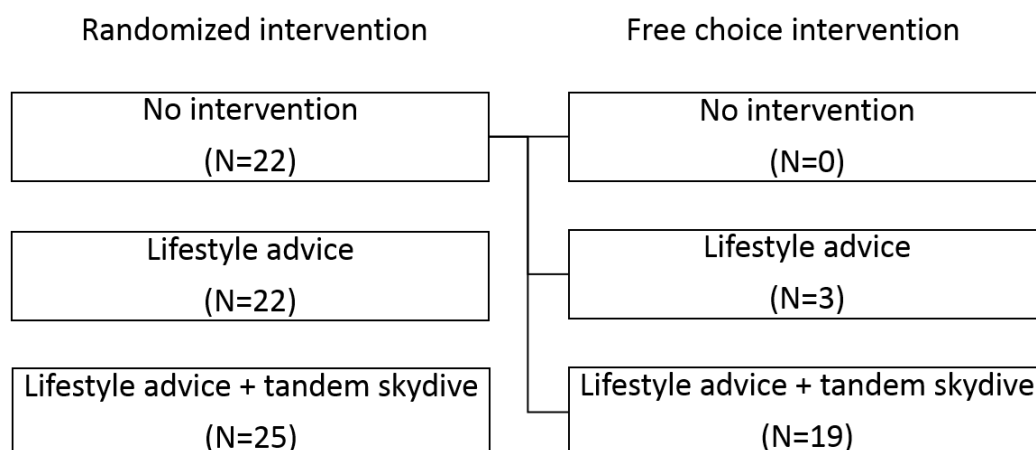 Randomized intervention
Free choice intervention
No intervention
(N=22)
No intervention
(N=0)
Lifestyle advice
(N=22)
Lifestyle advice
(N=3)
Lifestyle advice + tandem skydive
(N=25)
Lifestyle advice + tandem skydive
(N=19)